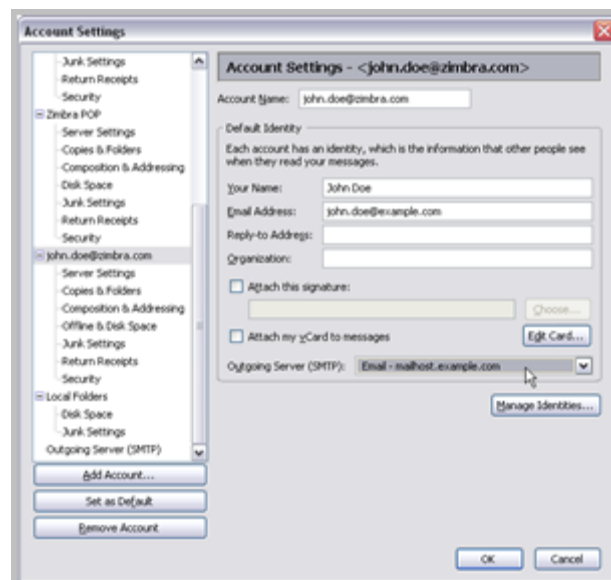 Account Settings
Junk Settings
Return Receipts
Security
Zimbra POP
Server Settings
Copies & Folders
Composition & Addressing
Disk Space
Junk Settings
Return Receipts
Security
john.doe@zimbra.com
Server Settings
Copies & Folders
Composition & Addressing
Offline & Disk Space
Junk Settings
Return Receipts
Security
Local Folders
Disk Space
Junk Settings
Outgoing Server (SMTP)
Add Account...
Set as Default
Remove Account
Account Settings - <john.doe@zimbra.com>
Account Name: john.doe@zimbra.com
Default Identity
Each account has an identity, which is the information that other people see
when they read your messages.
Your Name: John Doe
Email Address: john.doe@example.com
Reply-to Address:
Organization:
Attach this signature:
Choose...
Attach my vCard to messages
Edit Card...
Outgoing Server (SMTP): Email - mailhost.example.com
Manage Identities...
OK Cancel